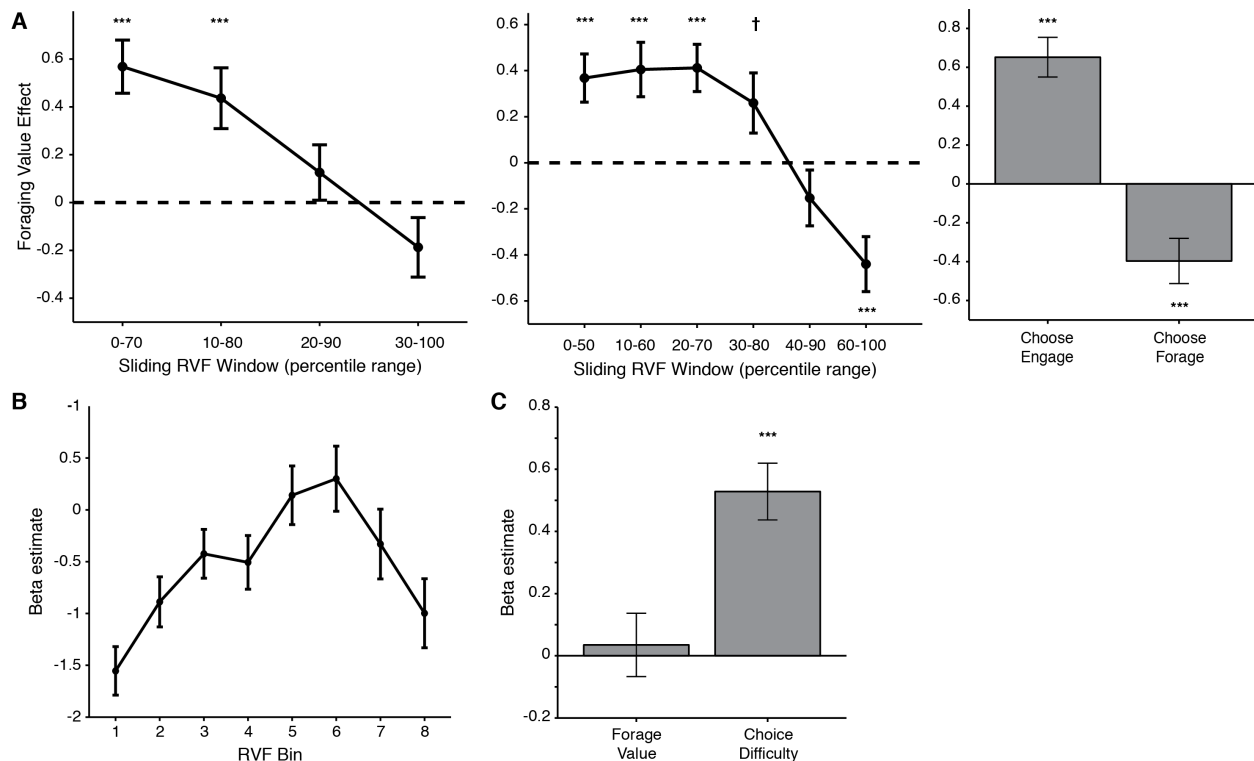 A
Foraging Value Effect
*** ***
0.6
0.4
0.2
0
-0.2
-0.4
0-70 10-80 20-90 30-100
Sliding RVF Window (percentile range)
*** *** *** †
0.6
0.4
0.2
0
-0.2
-0.4
-0.6
***
0-50 10-60 20-70 30-80 40-90 60-100
Sliding RVF Window (percentile range)
***
0.8
0.6
0.4
0.2
0
-0.2
-0.4
-0.6
***
Choose Engage
Choose Forage
B
Beta estimate
-1
0.5
0
-0.5
-1
-1.5
-2
1 2 3 4 5 6 7 8
RVF Bin
C
Beta estimate
0.8
0.6
0.4
0.2
0
-0.2
***
Forage Value
Choice Difficulty